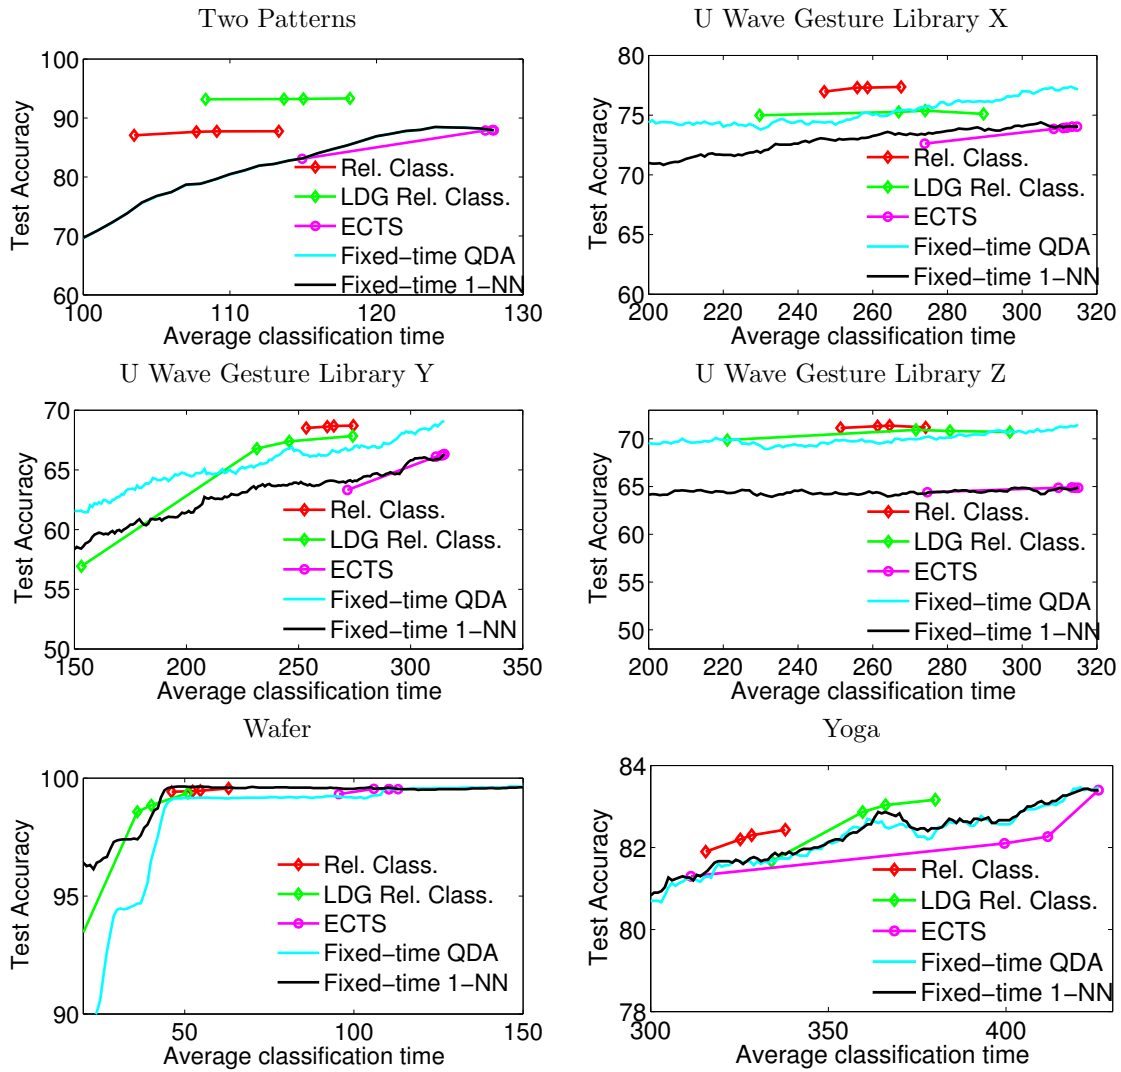 Two Patterns
100
90
80
70
60
100
110
120
130
Test Accuracy
Average classification time
Rel. Class.
LDG Rel. Class.
ECTS
Fixed−time QDA
Fixed−time 1−NN
U Wave Gesture Library X
80
75
70
65
60
200
220
240
260
280
300
320
Test Accuracy
Average classification time
Rel. Class.
LDG Rel. Class.
ECTS
Fixed−time QDA
Fixed−time 1−NN
U Wave Gesture Library Y
70
65
60
55
50
150
200
250
300
350
Test Accuracy
Average classification time
Rel. Class.
LDG Rel. Class.
ECTS
Fixed−time QDA
Fixed−time 1−NN
U Wave Gesture Library Z
70
65
60
55
50
200
220
240
260
280
300
320
Test Accuracy
Average classification time
Rel. Class.
LDG Rel. Class.
ECTS
Fixed−time QDA
Fixed−time 1−NN
Wafer
100
95
90
50
100
150
Test Accuracy
Average classification time
Rel. Class.
LDG Rel. Class.
ECTS
Fixed−time QDA
Fixed−time 1−NN
Yoga
84
82
80
78
300
350
400
Test Accuracy
Average classification time
Rel. Class.
LDG Rel. Class.
ECTS
Fixed−time QDA
Fixed−time 1−NN